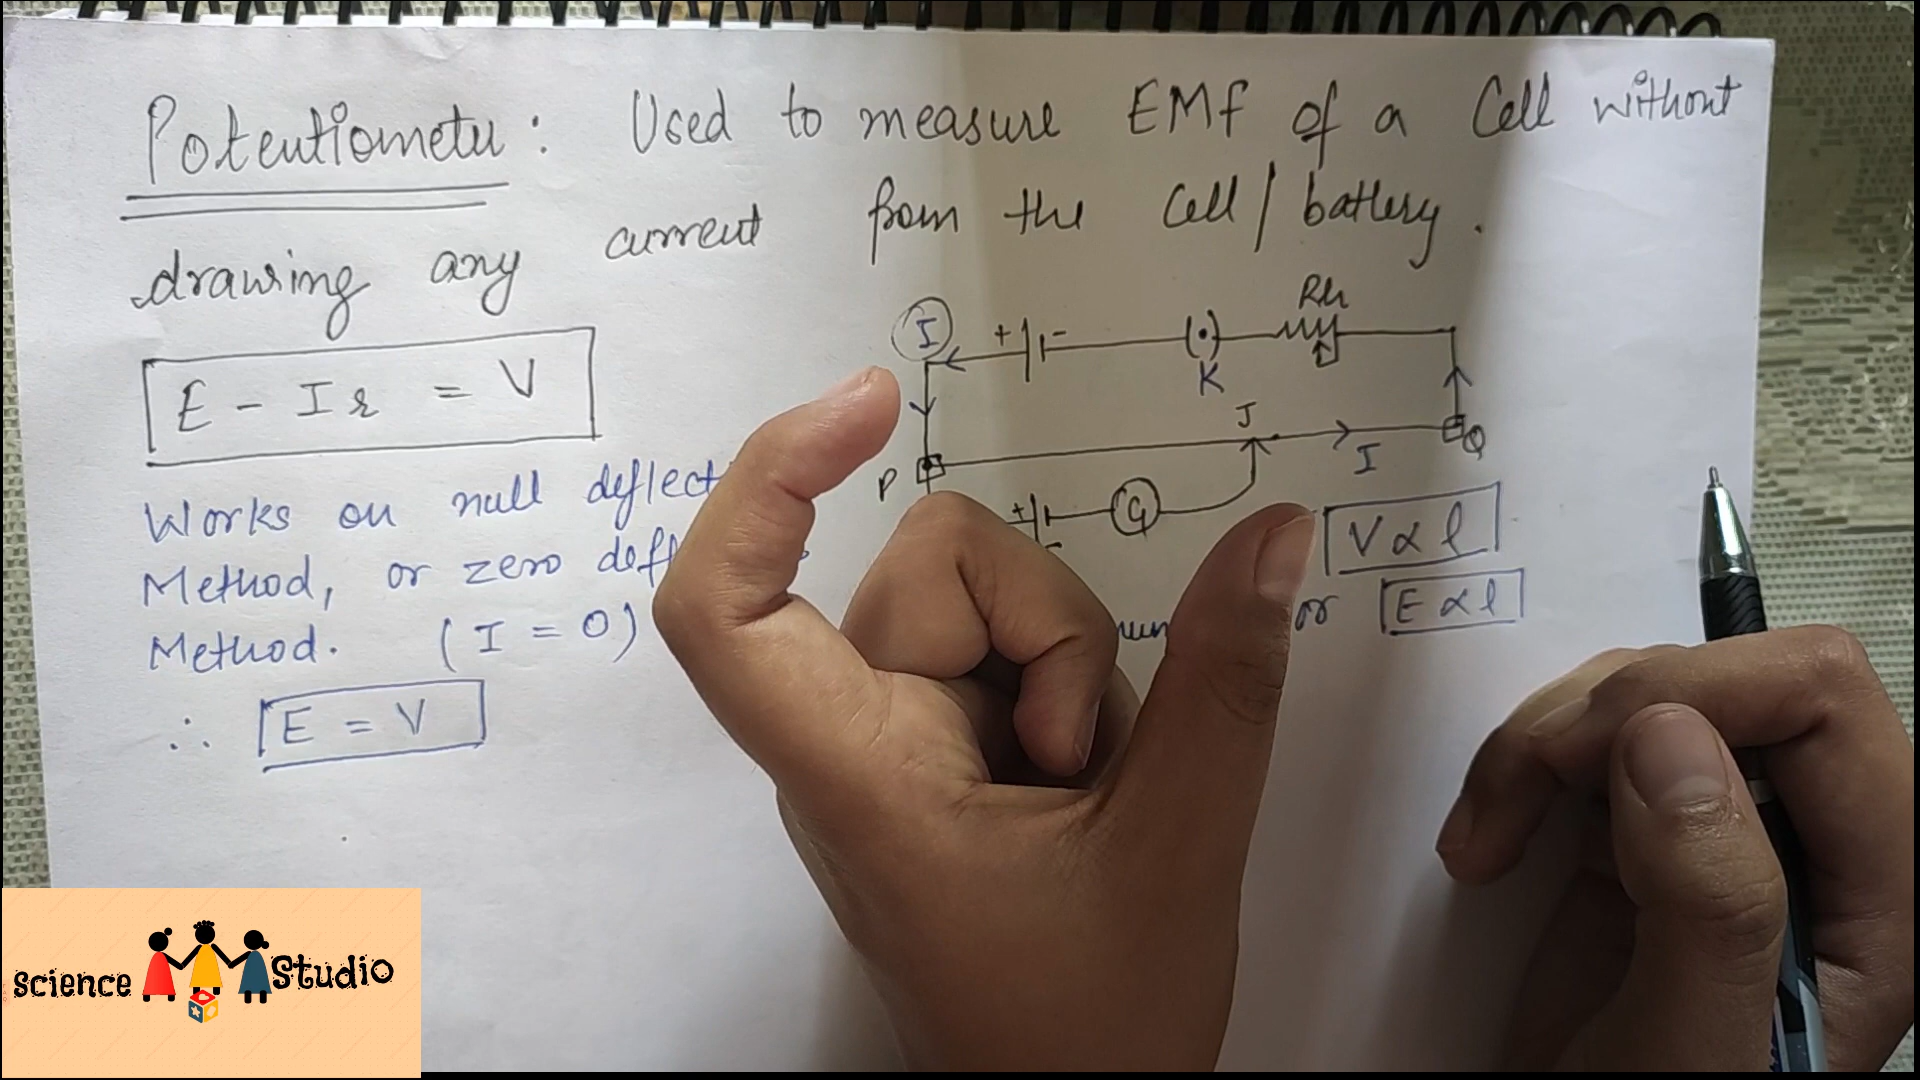 Potentiometer: Used to measure EMF of a Cell without
drawing any current from the Cell/battery.
E - Ir = V
Works on null deflect
Method, or zero def
Method. (I = 0)
∴ E = V
I
+ -
(·)
K
Rh
J
P
I
Q
+ -
G
V ∝ l
or E ∝ l
Science Studio